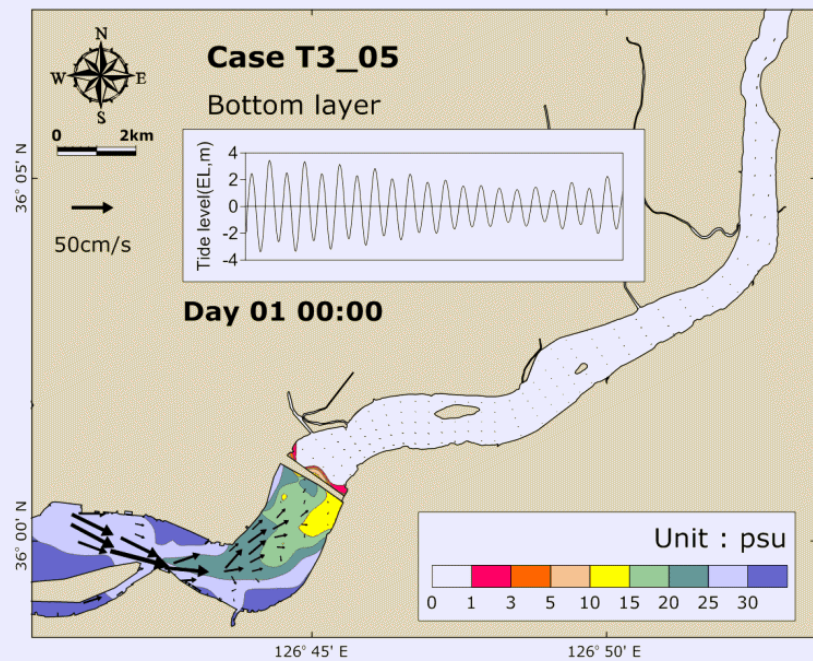 N
W E
S
Case T3_05
Bottom layer
0 2km
50cm/s
Tide level(EL,m)
4
2
0
-2
-4
Day 01 00:00
36° 05' N
36° 00' N
Unit : psu
0 1 3 5 10 15 20 25 30
126° 45' E 126° 50' E